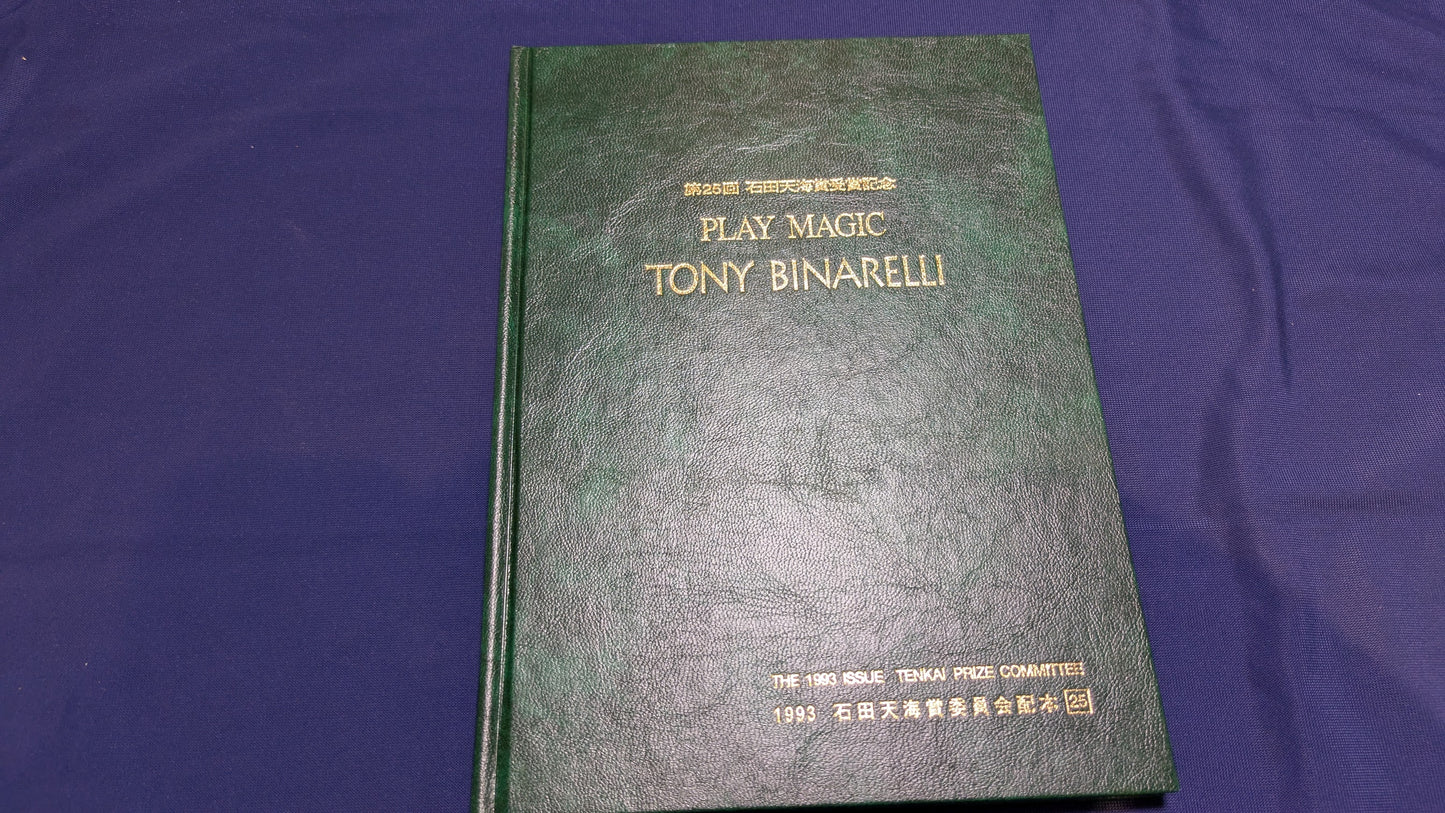 第25回 石田天海賞受賞記念
PLAY MAGIC
TONY BINARELLI
THE 1993 ISSUE, TENKAI PRIZE COMMITTEE
1993 石田天海賞委員会配本 25